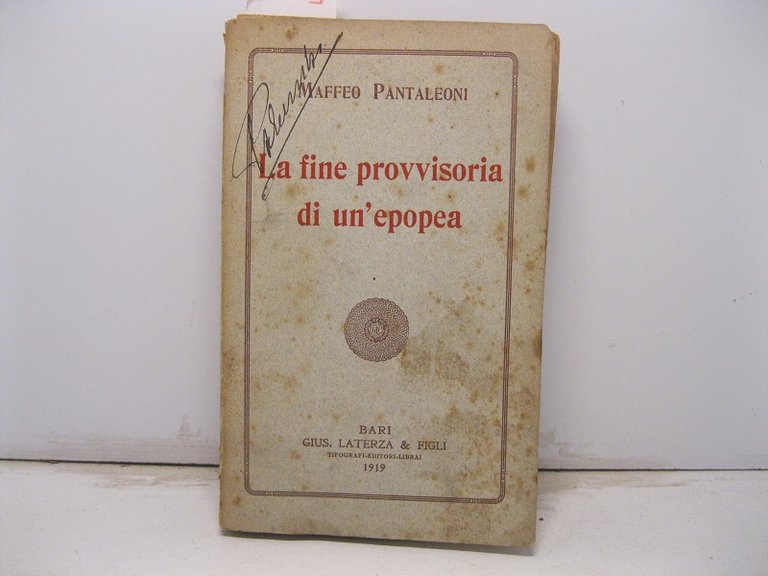 MAFFEO PANTALEONI
La fine provvisoria
di un'epopea
BARI
GIUS. LATERZA & FIGLI
TIPOGRAFI-EDITORI-LIBRAI
1919